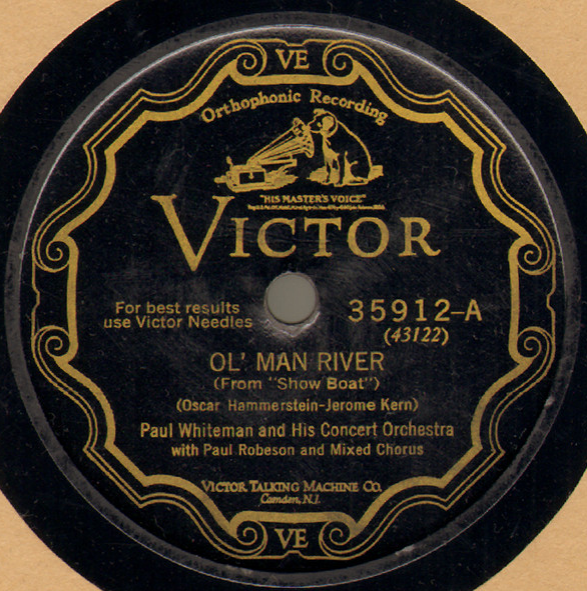 VE
Orthophonic Recording
"HIS MASTER'S VOICE"
VICTOR
For best results
use Victor Needles
35912-A
(43122)
OL' MAN RIVER
(From "Show Boat")
(Oscar Hammerstein-Jerome Kern)
Paul Whiteman and His Concert Orchestra
with Paul Robeson and Mixed Chorus
VICTOR TALKING MACHINE CO.
Camden, N.J.
VE